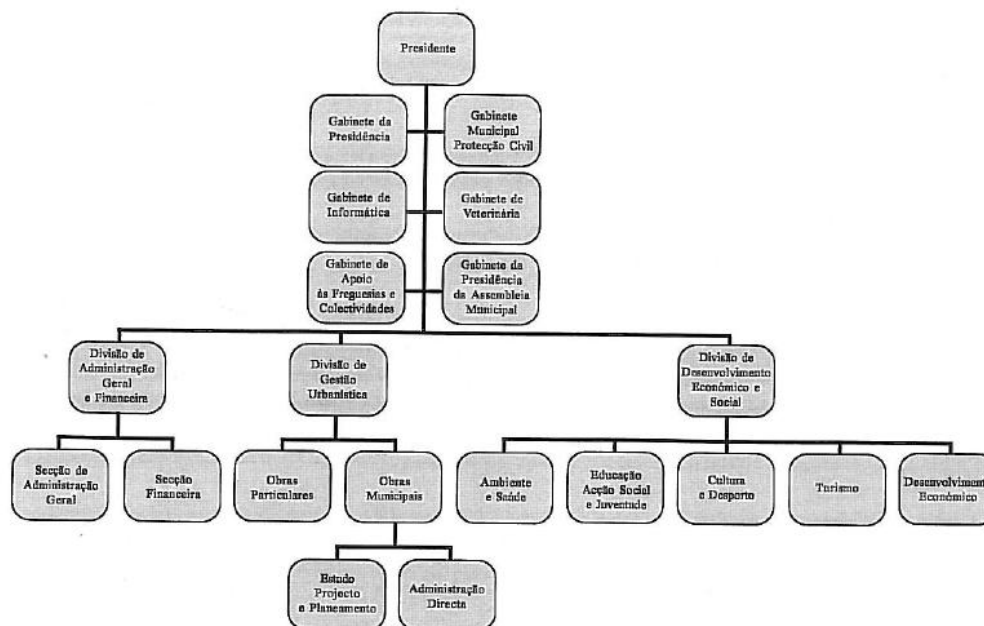 Presidente
Gabinete da
Presidência
Gabinete
Municipal
Protecção Civil
Gabinete de
Informática
Gabinete de
Veterinária
Gabinete de
Apoio
às Freguesias e
Colectividades
Gabinete da
Presidência
da Assembleia
Municipal
Divisão de
Administração
Geral
e Financeira
Divisão de
Gestão
Urbanística
Divisão de
Desenvolvimento
Económico e
Social
Secção de
Administração
Geral
Secção
Financeira
Obras
Particulares
Obras
Municipais
Ambiente
e Saúde
Educação
Acção Social
e Juventude
Cultura
e Desporto
Turismo
Desenvolviment
Económico
Estudo
Projecto
e Planeamento
Administração
Directa